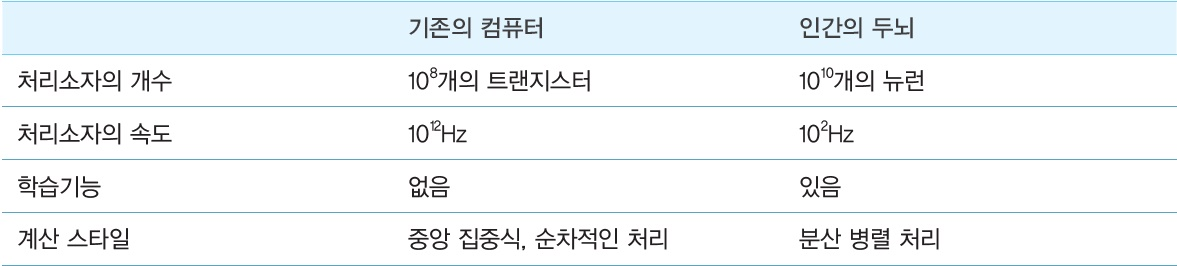 기존의 컴퓨터 인간의 두뇌
처리소자의 개수 10⁸개의 트랜지스터 10¹⁰개의 뉴런
처리소자의 속도 10¹²Hz 10²Hz
학습기능 없음 있음
계산 스타일 중앙 집중식, 순차적인 처리 분산 병렬 처리